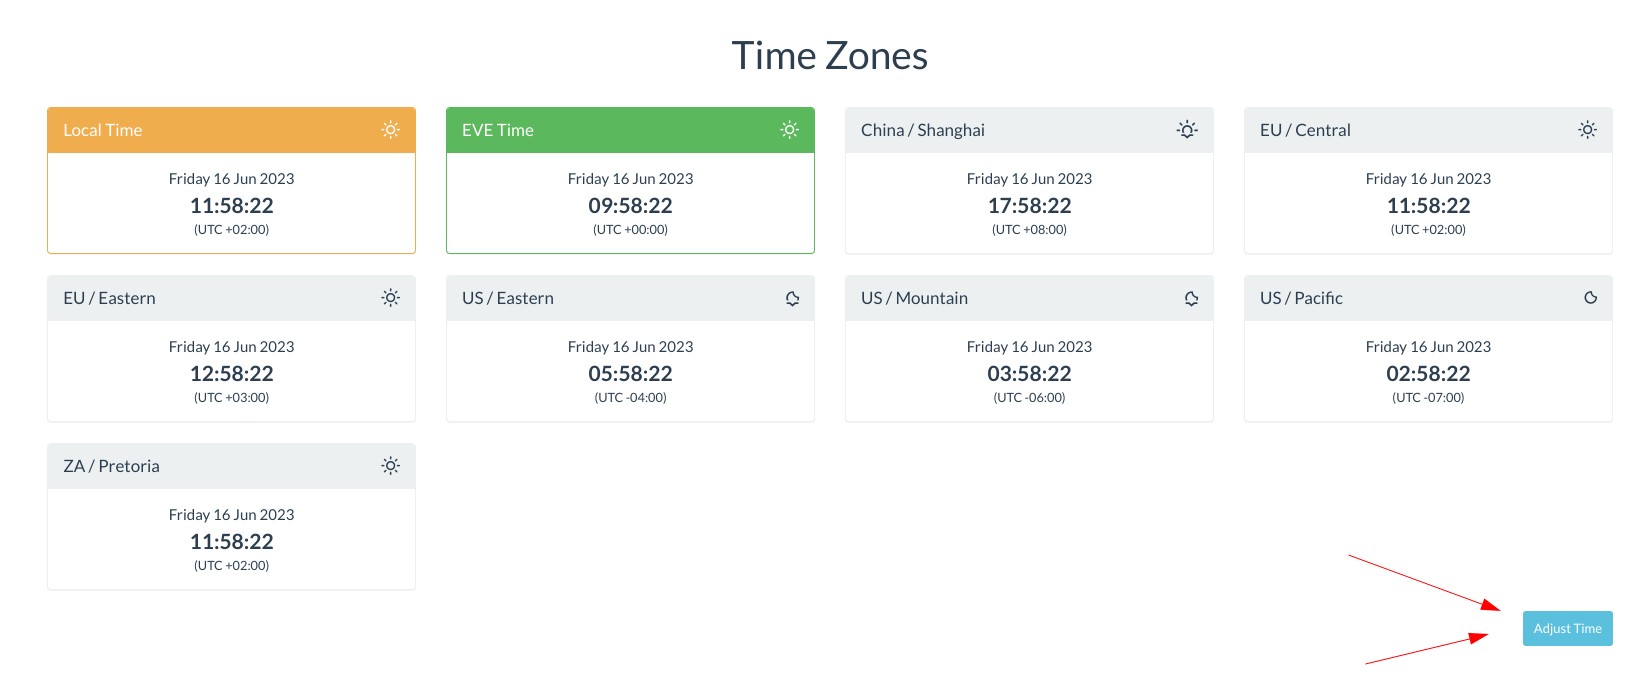 Time Zones
Local Time
Friday 16 Jun 2023
11:58:22
(UTC +02:00)
EVE Time
Friday 16 Jun 2023
09:58:22
(UTC +00:00)
China / Shanghai
Friday 16 Jun 2023
17:58:22
(UTC +08:00)
EU / Central
Friday 16 Jun 2023
11:58:22
(UTC +02:00)
EU / Eastern
Friday 16 Jun 2023
12:58:22
(UTC +03:00)
US / Eastern
Friday 16 Jun 2023
05:58:22
(UTC -04:00)
US / Mountain
Friday 16 Jun 2023
03:58:22
(UTC -06:00)
US / Pacific
Friday 16 Jun 2023
02:58:22
(UTC -07:00)
ZA / Pretoria
Friday 16 Jun 2023
11:58:22
(UTC +02:00)
Adjust Time